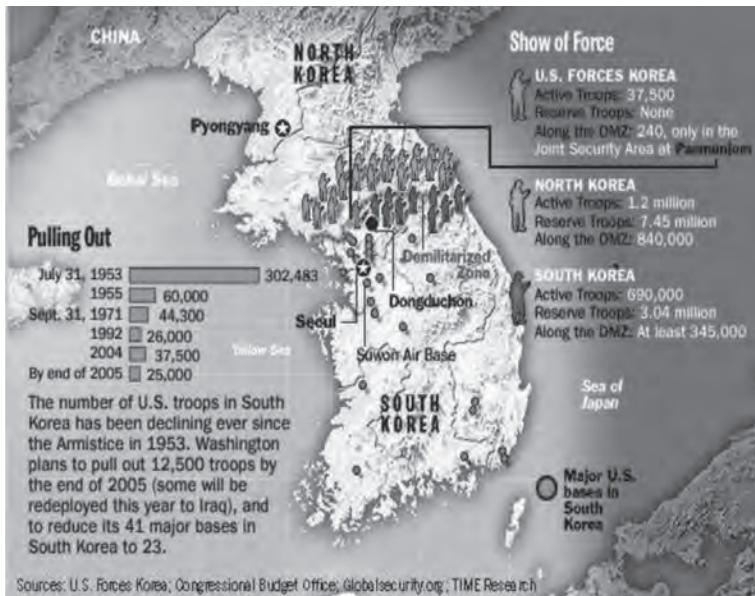 CHINA
NORTH
KOREA
Pyongyang
Demilitarized
Zone
Dongduchon
Seoul
Suwon Air Base
Yellow Sea
SOUTH
KOREA
Sea of
Japan
Major U.S.
bases in
South
Korea
Show of Force
U.S. FORCES KOREA
Active Troops: 37,500
Reserve Troops: None
Along the DMZ: 240, only in the
Joint Security Area at Panmunjom
NORTH KOREA
Active Troops: 1.2 million
Reserve Troops: 7.45 million
Along the DMZ: 840,000
SOUTH KOREA
Active Troops: 690,000
Reserve Troops: 3.04 million
Along the DMZ: At least 345,000
Pulling Out
July 31, 1953 302,483
1955 60,000
Sept. 31, 1971 44,300
1992 26,000
2004 37,500
By end of 2005 25,000
The number of U.S. troops in South
Korea has been declining ever since
the Armistice in 1953. Washington
plans to pull out 12,500 troops by
the end of 2005 (some will be
redeployed this year to Iraq), and
to reduce its 41 major bases in
South Korea to 23.
Sources: U.S. Forces Korea; Congressional Budget Office; Globalsecurity.org; TIME Research